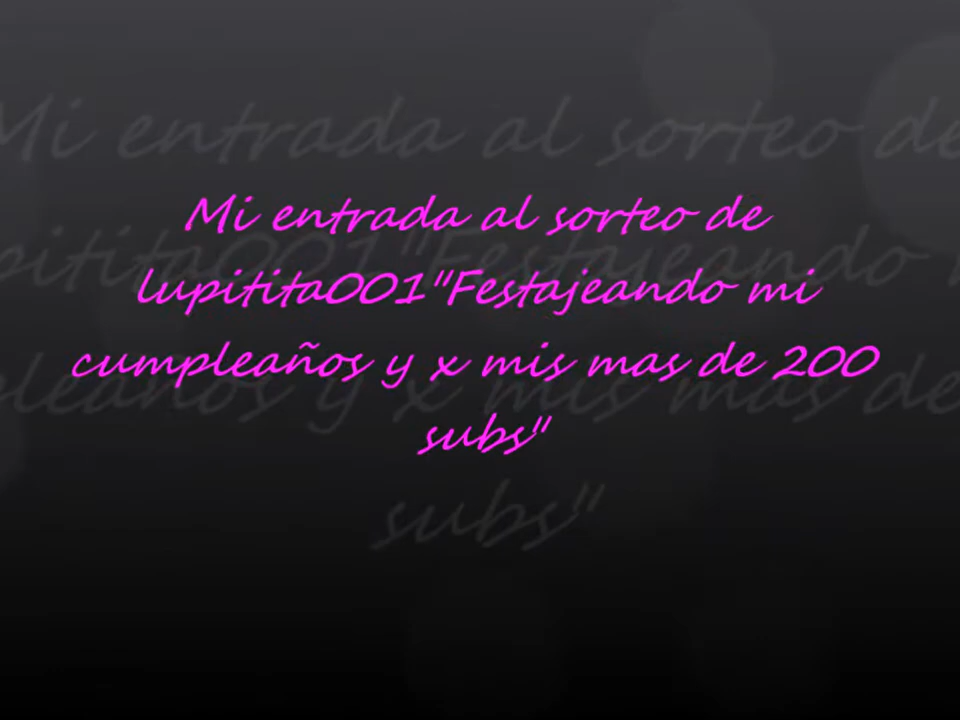 Mi entrada al sorteo de
lupitita001"Festajeando mi
cumpleaños y x mis mas de 200
subs"